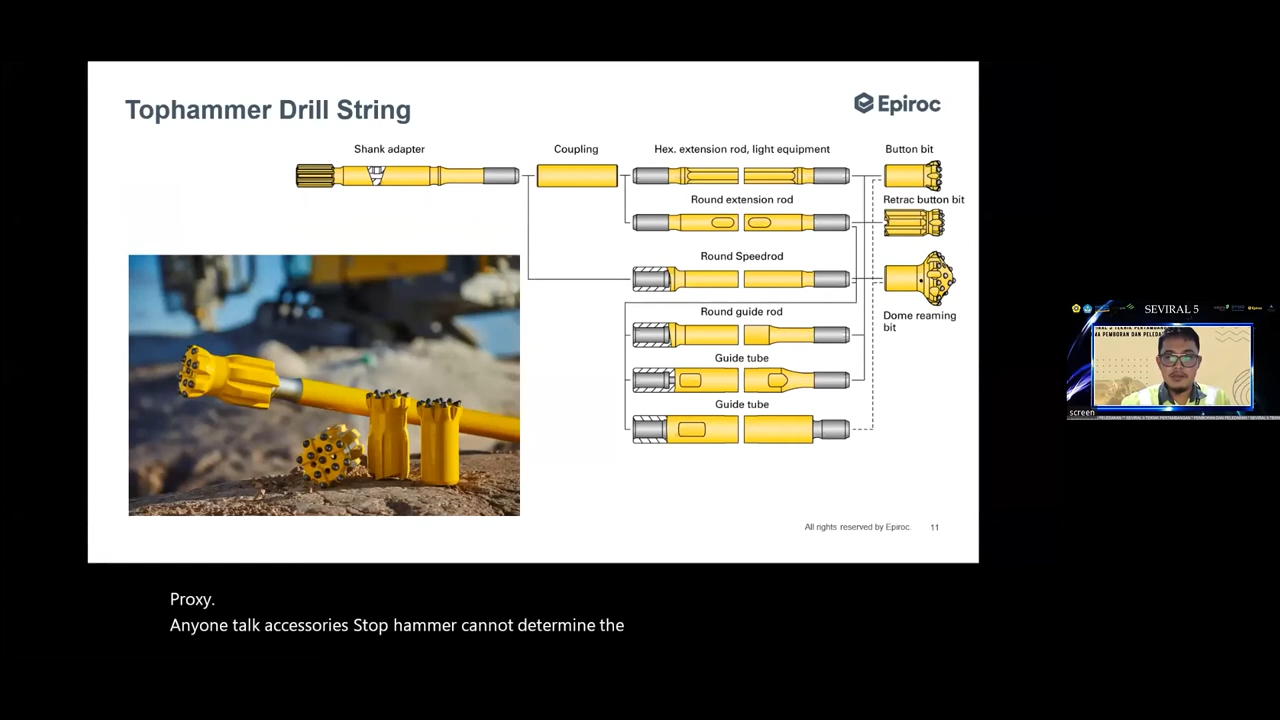 Tophammer Drill String
Epiroc
Shank adapter
Coupling
Hex. extension rod, light equipment
Button bit
Round extension rod
Retrac button bit
Round Speedrod
Round guide rod
Dome reaming
bit
Guide tube
Guide tube
All rights reserved by Epiroc.
11
SEVIRAL 5
screen
Proxy.
Anyone talk accessories Stop hammer cannot determine the